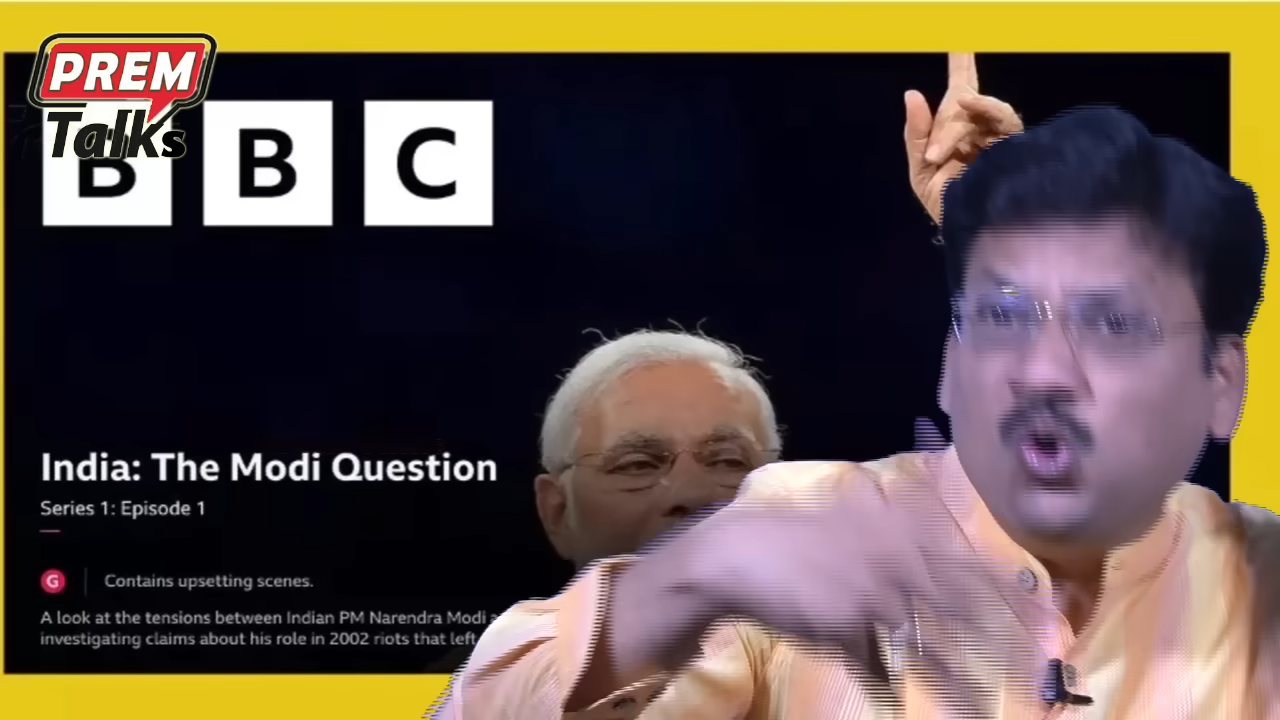 PREM
Talks
B B C
India: The Modi Question
Series 1: Episode 1
G Contains upsetting scenes.
A look at the tensions between Indian PM Narendra Modi
investigating claims about his role in 2002 riots that left